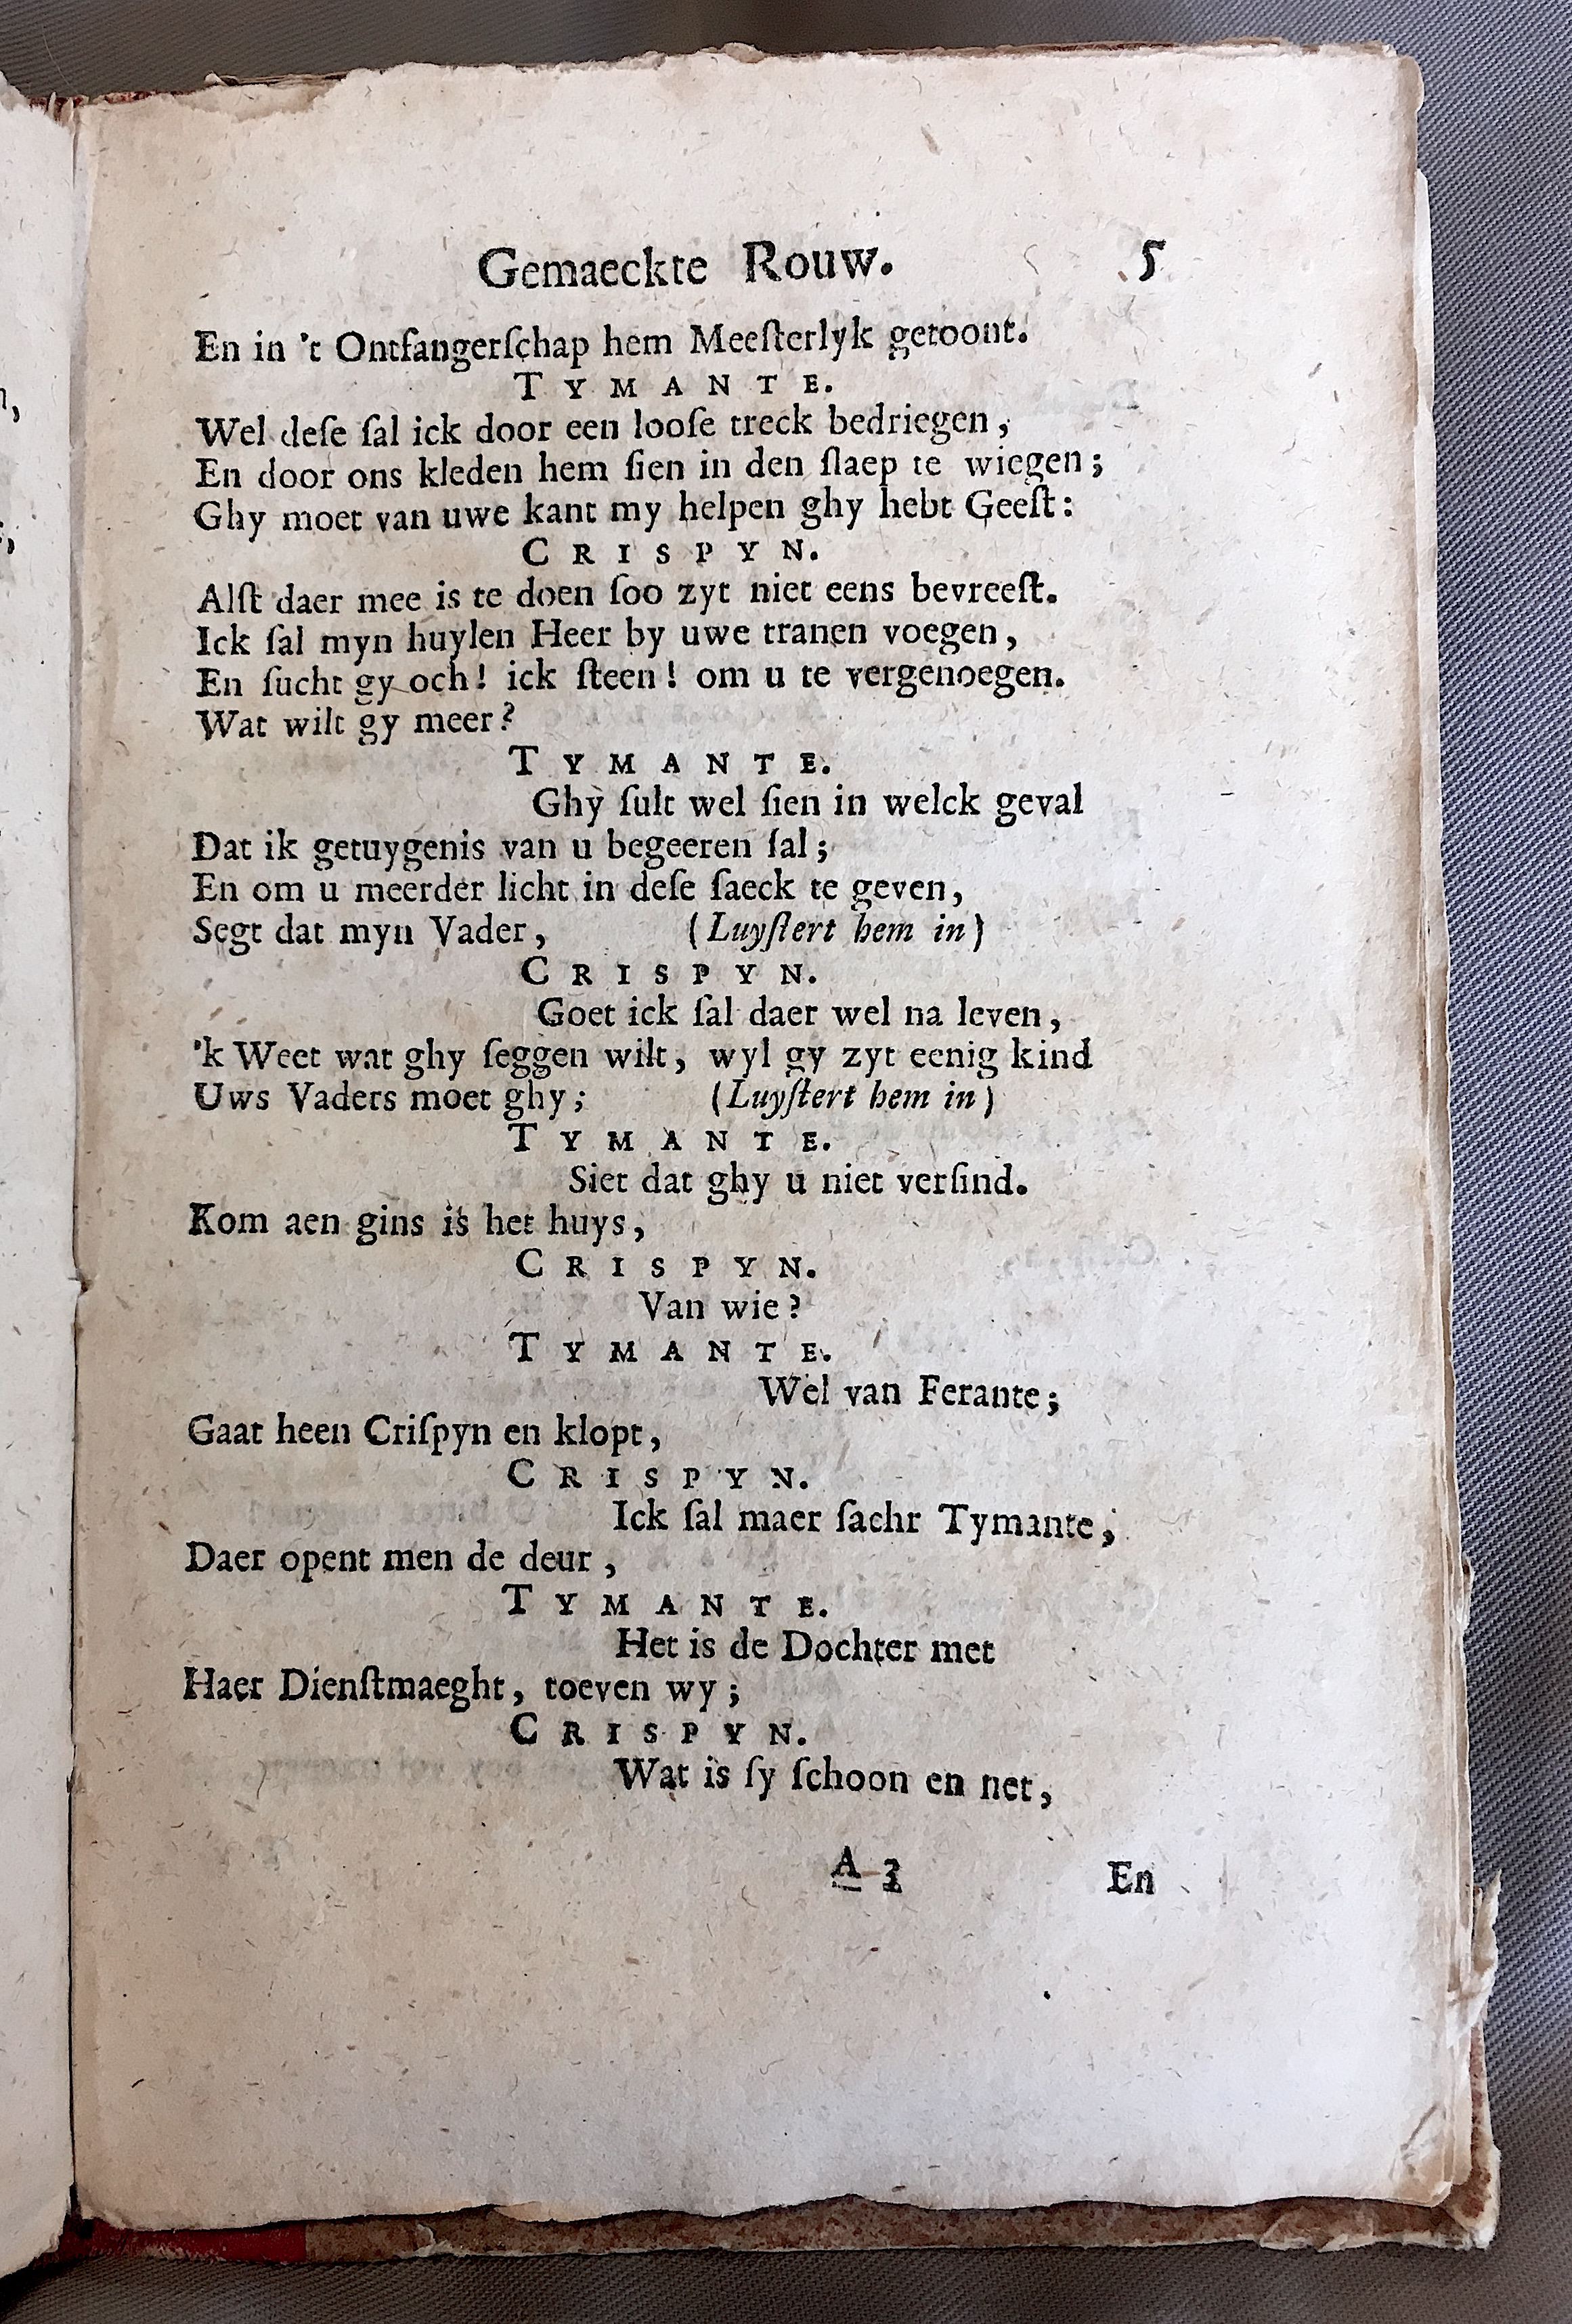 Gemaeckte Rouw. 5
En in 't Ontfangerſchap hem Meeſterlyk getoont.
TYMANTE.
Wel deſe ſal ick door een looſe treck bedriegen,
En door ons kleden hem ſien in den ſlaep te wiegen;
Ghy moet van uwe kant my helpen ghy hebt Geeſt:
CRISPYN.
Alſt daer mee is te doen ſoo zyt niet eens bevreeſt.
Ick ſal myn huylen Heer by uwe tranen voegen,
En ſucht gy och! ick ſteen! om u te vergenoegen.
Wat wilt gy meer?
TYMANTE.
Ghy ſult wel ſien in welck geval
Dat ik getuygenis van u begeeren ſal;
En om u meerder licht in deſe ſaeck te geven,
Segt dat myn Vader, (Luyſtert hem in)
CRISPYN.
Goet ick ſal daer wel na leven,
'k Weet wat ghy ſeggen wilt, wyl gy zyt eenig kind
Uws Vaders moet ghy; (Luyſtert hem in)
TYMANTE.
Siet dat ghy u niet verſind.
Kom aen gins is het huys,
CRISPYN.
Van wie?
TYMANTE.
Wel van Ferante;
Gaat heen Criſpyn en klopt,
CRISPYN.
Ick ſal maer ſachr Tymante,
Daer opent men de deur,
TYMANTE.
Het is de Dochter met
Haer Dienſtmaeght, toeven wy;
CRISPYN.
Wat is ſy ſchoon en net,
A 3 En